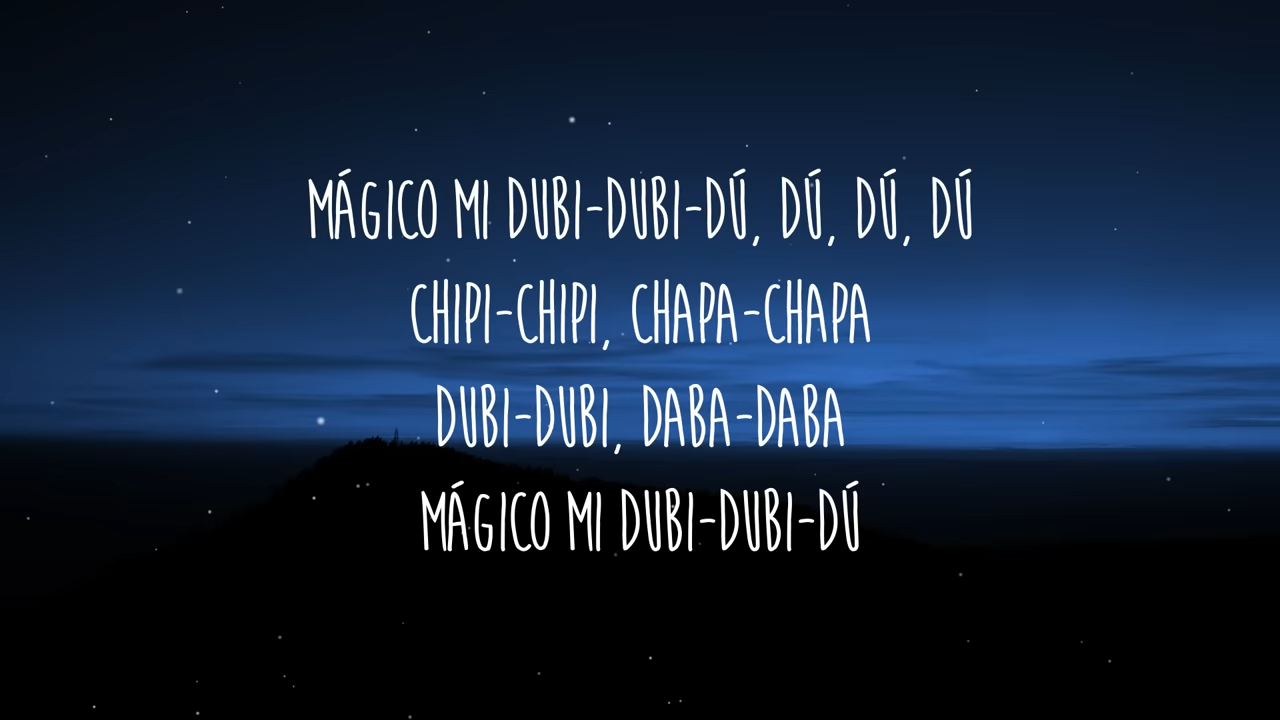 MÁGICO MI DUBI-DUBI-DÚ, DÚ, DÚ, DÚ
CHIPI-CHIPI, CHAPA-CHAPA
DUBI-DUBI, DABA-DABA
MÁGICO MI DUBI-DUBI-DÚ